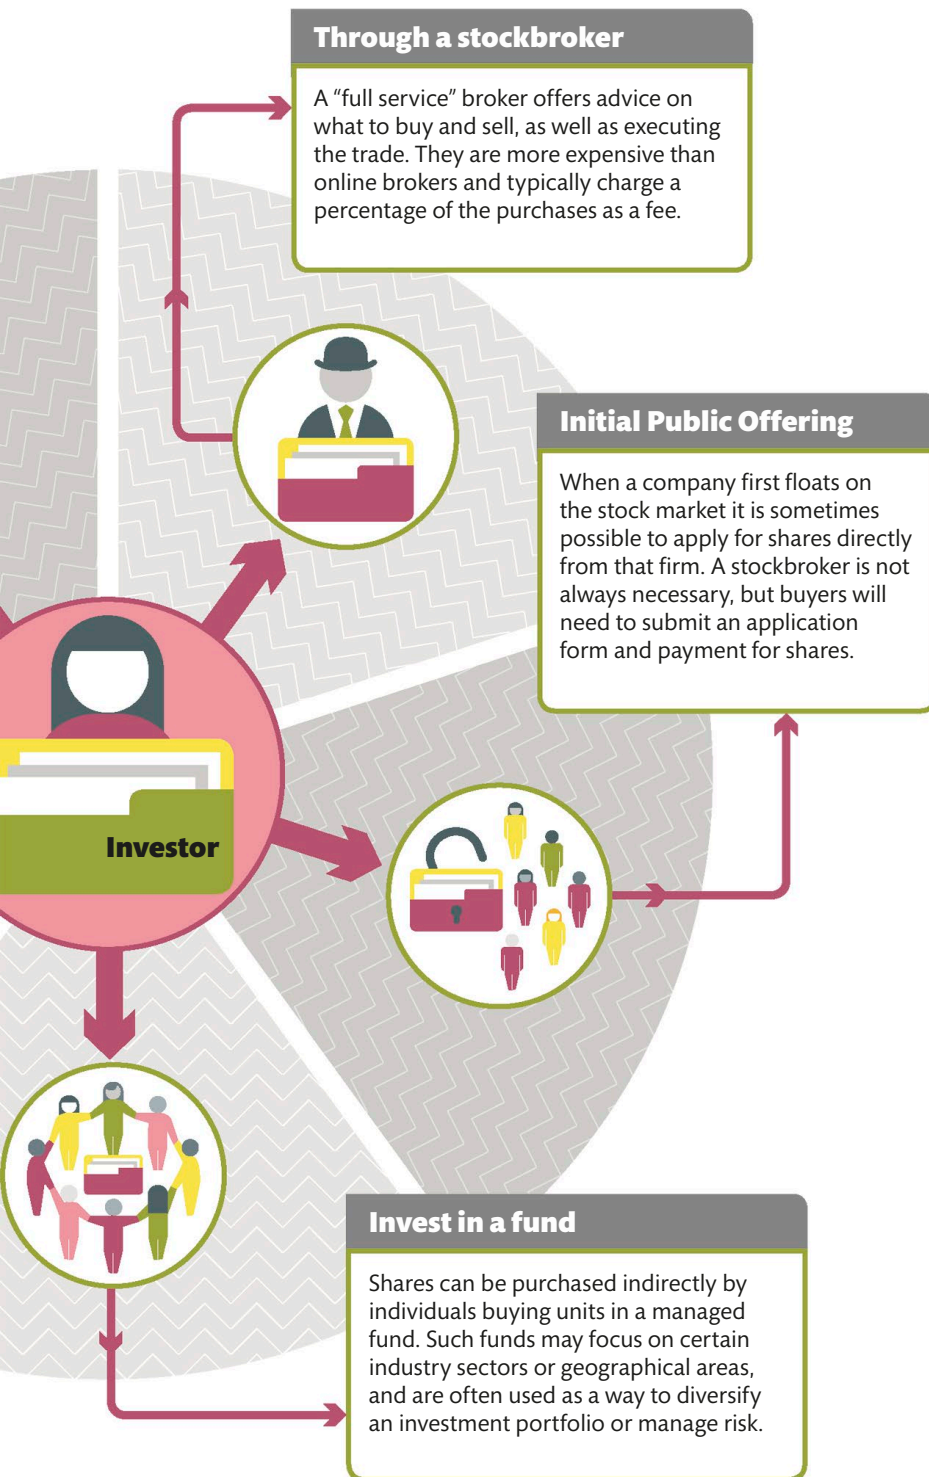 Through a stockbroker
A “full service” broker offers advice on
what to buy and sell, as well as executing
the trade. They are more expensive than
online brokers and typically charge a
percentage of the purchases as a fee.
Initial Public Offering
When a company first floats on
the stock market it is sometimes
possible to apply for shares directly
from that firm. A stockbroker is not
always necessary, but buyers will
need to submit an application
form and payment for shares.
Investor
Invest in a fund
Shares can be purchased indirectly by
individuals buying units in a managed
fund. Such funds may focus on certain
industry sectors or geographical areas,
and are often used as a way to diversify
an investment portfolio or manage risk.